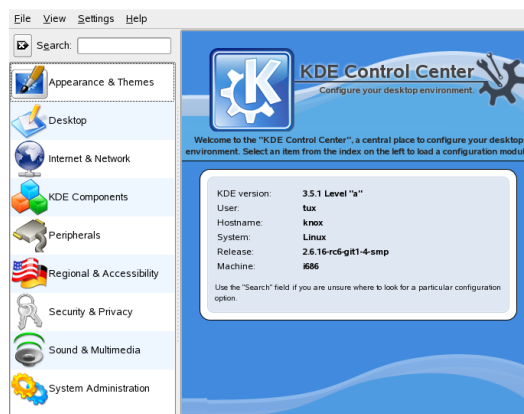 File View Settings Help
Search:
Appearance & Themes
Desktop
Internet & Network
KDE Components
Peripherals
Regional & Accessibility
Security & Privacy
Sound & Multimedia
System Administration
K
KDE Control Center
Configure your desktop environment.
Welcome to the "KDE Control Center", a central place to configure your desktop
environment. Select an item from the index on the left to load a configuration modul
KDE version: 3.5.1 Level "a"
User: tux
Hostname: knox
System: Linux
Release: 2.6.16-rc6-git1-4-smp
Machine: i686
Use the "Search" field if you are unsure where to look for a particular configuration
option.